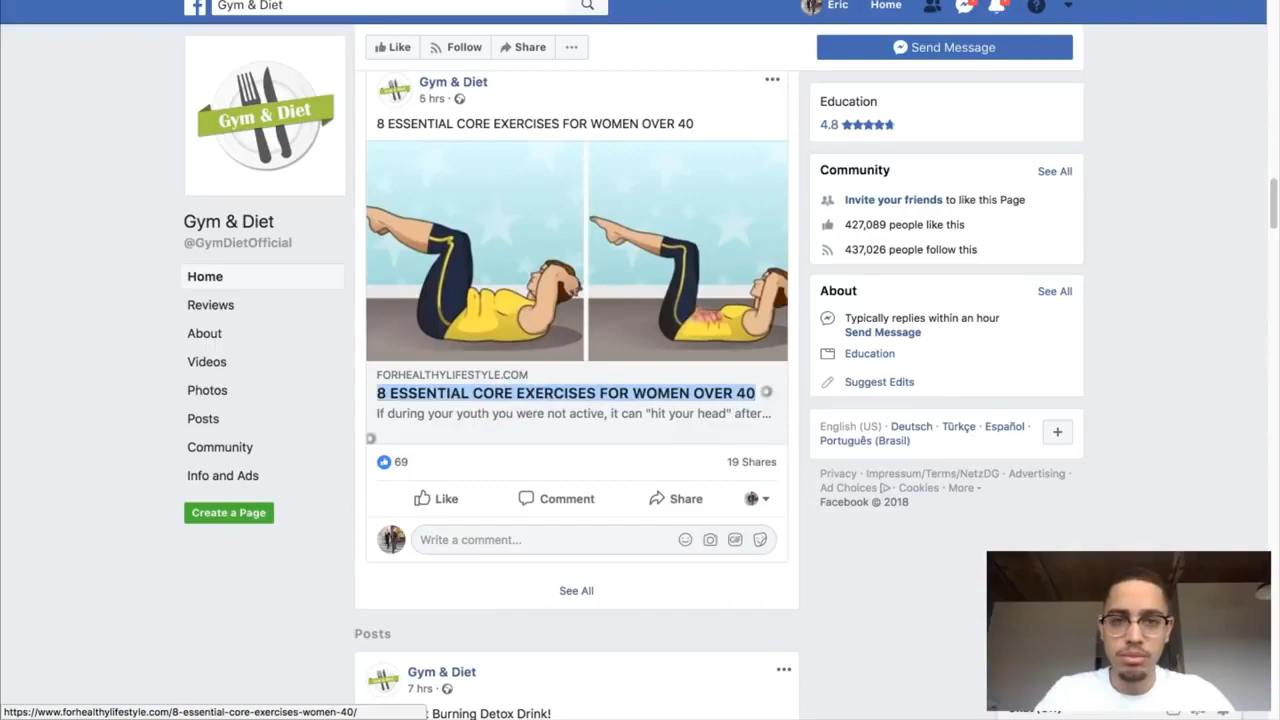 Gym & Diet
Eric
Home
Like
Follow
Share
Send Message
Gym & Diet
Gym & Diet
@GymDietOfficial
Home
Reviews
About
Videos
Photos
Posts
Community
Info and Ads
Create a Page
Gym & Diet
5 hrs ·
8 ESSENTIAL CORE EXERCISES FOR WOMEN OVER 40
FORHEALTHYLIFESTYLE.COM
8 ESSENTIAL CORE EXERCISES FOR WOMEN OVER 40
If during your youth you were not active, it can "hit your head" after...
69
19 Shares
Like
Comment
Share
Write a comment...
See All
Posts
Gym & Diet
7 hrs ·
Burning Detox Drink!
Education
4.8
Community
See All
Invite your friends to like this Page
427,089 people like this
437,026 people follow this
About
See All
Typically replies within an hour
Send Message
Education
Suggest Edits
English (US) · Deutsch · Türkçe · Español ·
Português (Brasil)
Privacy · Impressum/Terms/NetzDG · Advertising ·
Ad Choices · Cookies · More
Facebook © 2018
https://www.forhealthylifestyle.com/8-essential-core-exercises-women-40/